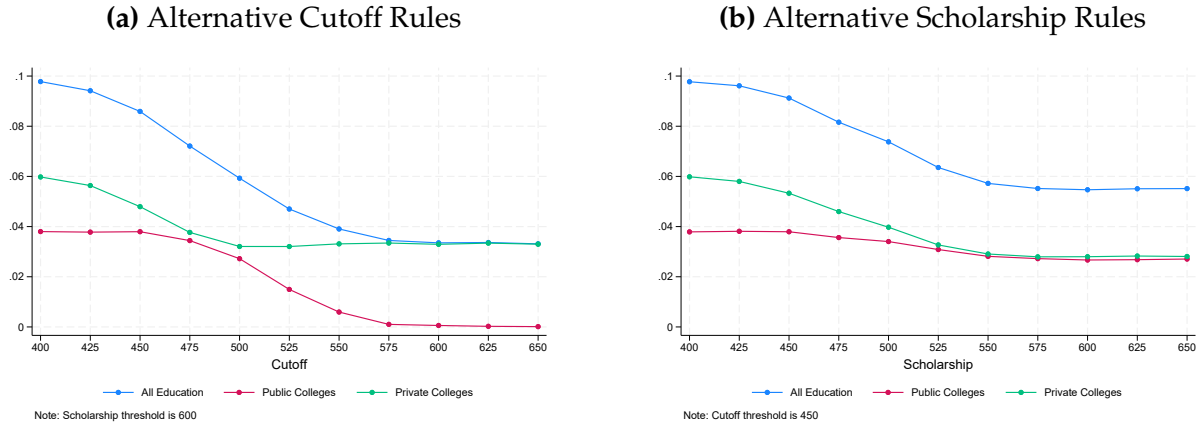 (a) Alternative Cutoff Rules
.1
.08
.06
.04
.02
0
400 425 450 475 500 525 550 575 600 625 650
Cutoff
All Education Public Colleges Private Colleges
Note: Scholarship threshold is 600
(b) Alternative Scholarship Rules
.1
.08
.06
.04
.02
0
400 425 450 475 500 525 550 575 600 625 650
Scholarship
All Education Public Colleges Private Colleges
Note: Cutoff threshold is 450